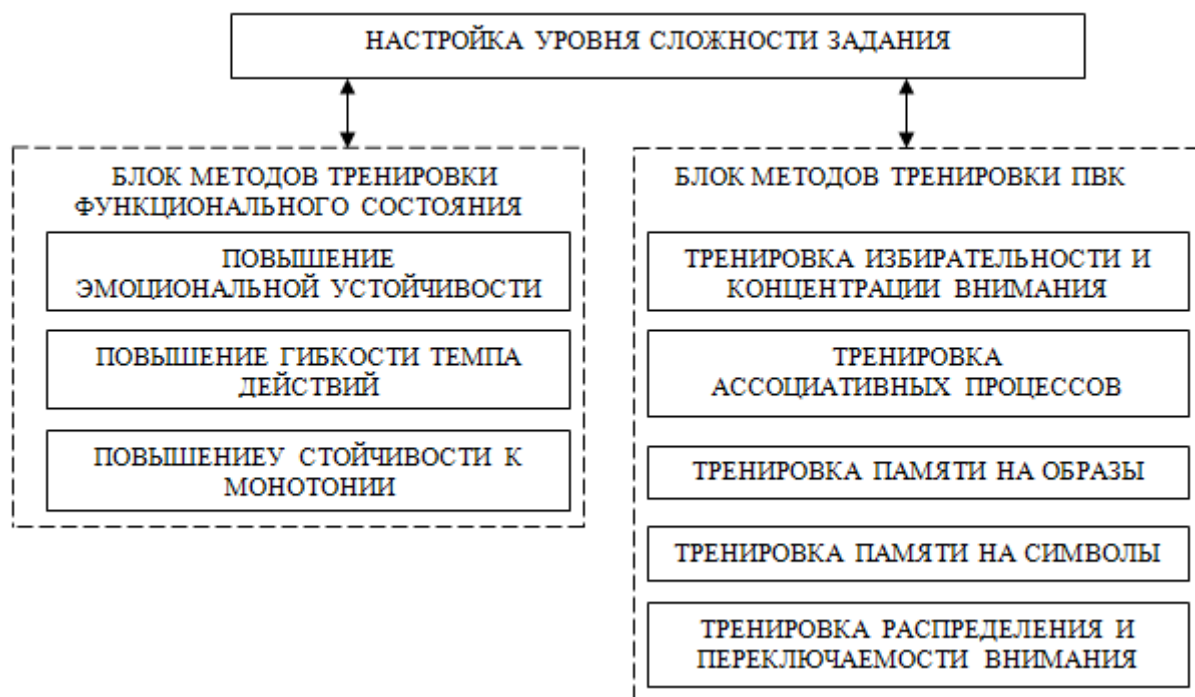 НАСТРОЙКА УРОВНЯ СЛОЖНОСТИ ЗАДАНИЯ
БЛОК МЕТОДОВ ТРЕНИРОВКИ
ФУНКЦИОНАЛЬНОГО СОСТОЯНИЯ
ПОВЫШЕНИЕ
ЭМОЦИОНАЛЬНОЙ УСТОЙЧИВОСТИ
ПОВЫШЕНИЕ ГИБКОСТИ ТЕМПА
ДЕЙСТВИЙ
ПОВЫШЕНИЕУ СТОЙЧИВОСТИ К
МОНОТОНИИ
БЛОК МЕТОДОВ ТРЕНИРОВКИ ПВК
ТРЕНИРОВКА ИЗБИРАТЕЛЬНОСТИ И
КОНЦЕНТРАЦИИ ВНИМАНИЯ
ТРЕНИРОВКА
АССОЦИАТИВНЫХ ПРОЦЕССОВ
ТРЕНИРОВКА ПАМЯТИ НА ОБРАЗЫ
ТРЕНИРОВКА ПАМЯТИ НА СИМВОЛЫ
ТРЕНИРОВКА РАСПРЕДЕЛЕНИЯ И
ПЕРЕКЛЮЧАЕМОСТИ ВНИМАНИЯ